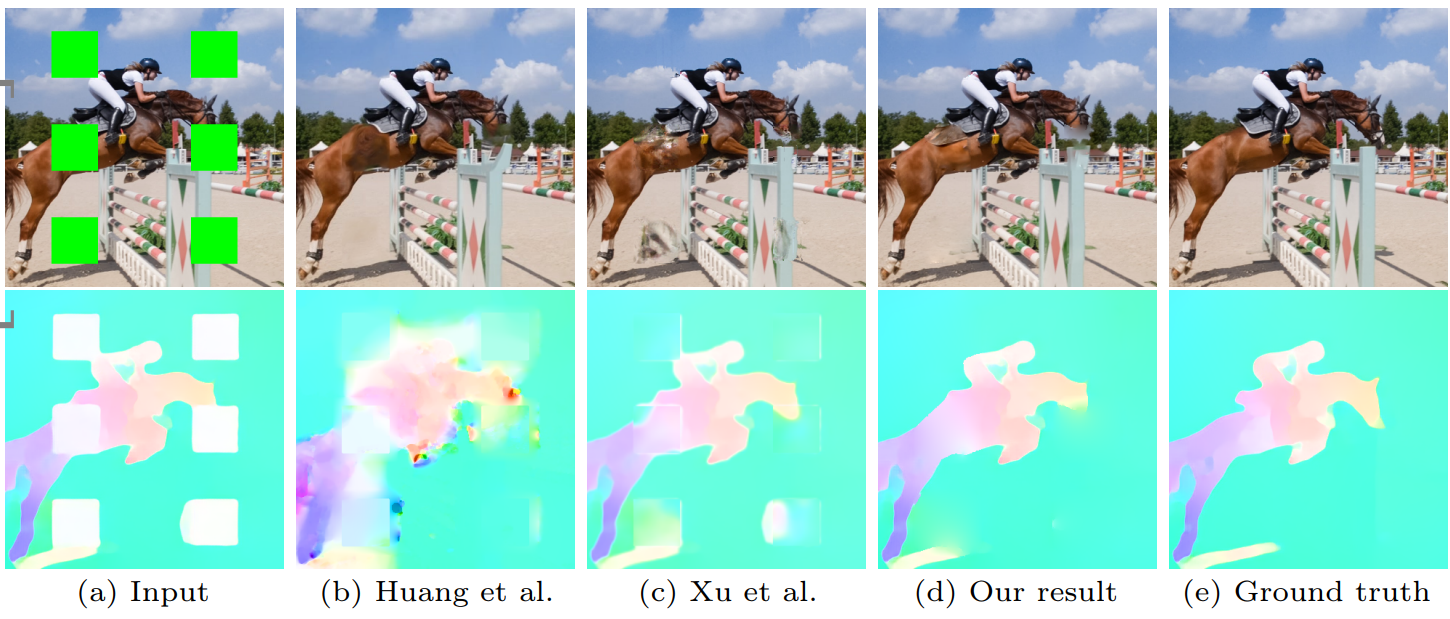 (a) Input (b) Huang et al. (c) Xu et al. (d) Our result (e) Ground truth